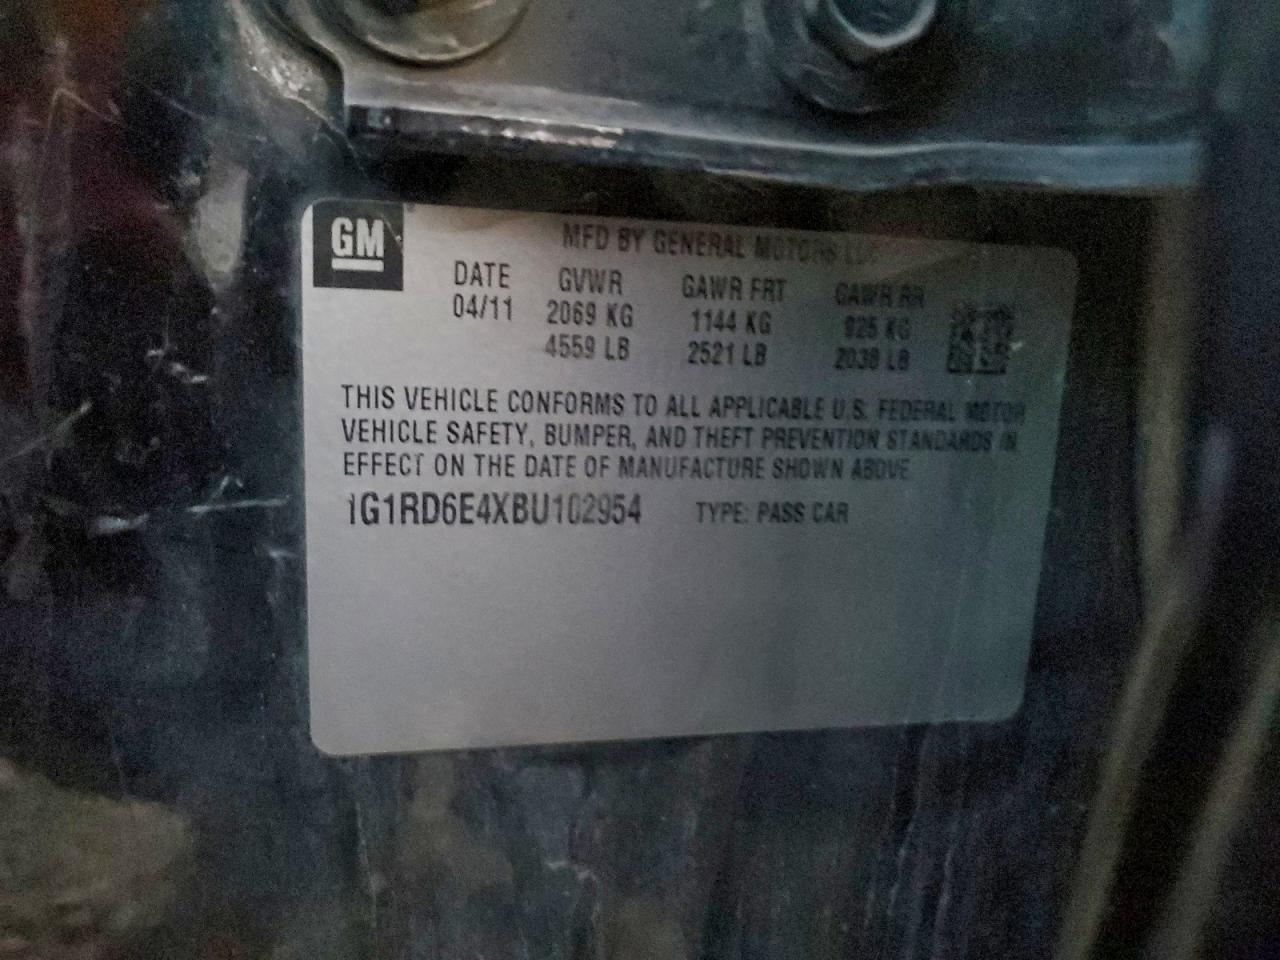 GM
MFD BY GENERAL MOTORS LLC
DATE GVWR GAWR FRT GAWR RR
04/11 2069 KG 1144 KG 925 KG
4559 LB 2521 LB 2038 LB
THIS VEHICLE CONFORMS TO ALL APPLICABLE U.S. FEDERAL MOTOR
VEHICLE SAFETY, BUMPER, AND THEFT PREVENTION STANDARDS IN
EFFECT ON THE DATE OF MANUFACTURE SHOWN ABOVE.
1G1RD6E4XBU102954 TYPE: PASS CAR